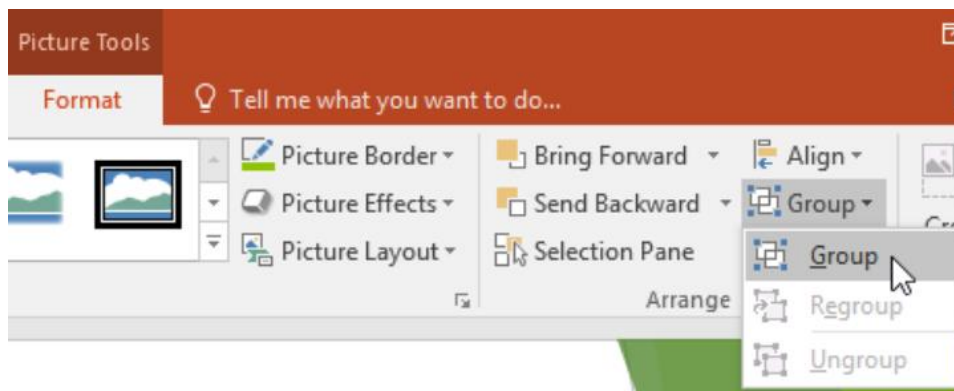 Picture Tools
Format
Tell me what you want to do...
Picture Border
Bring Forward
Align
Picture Effects
Send Backward
Group
Picture Layout
Selection Pane
Group
Arrange
Regroup
Ungroup